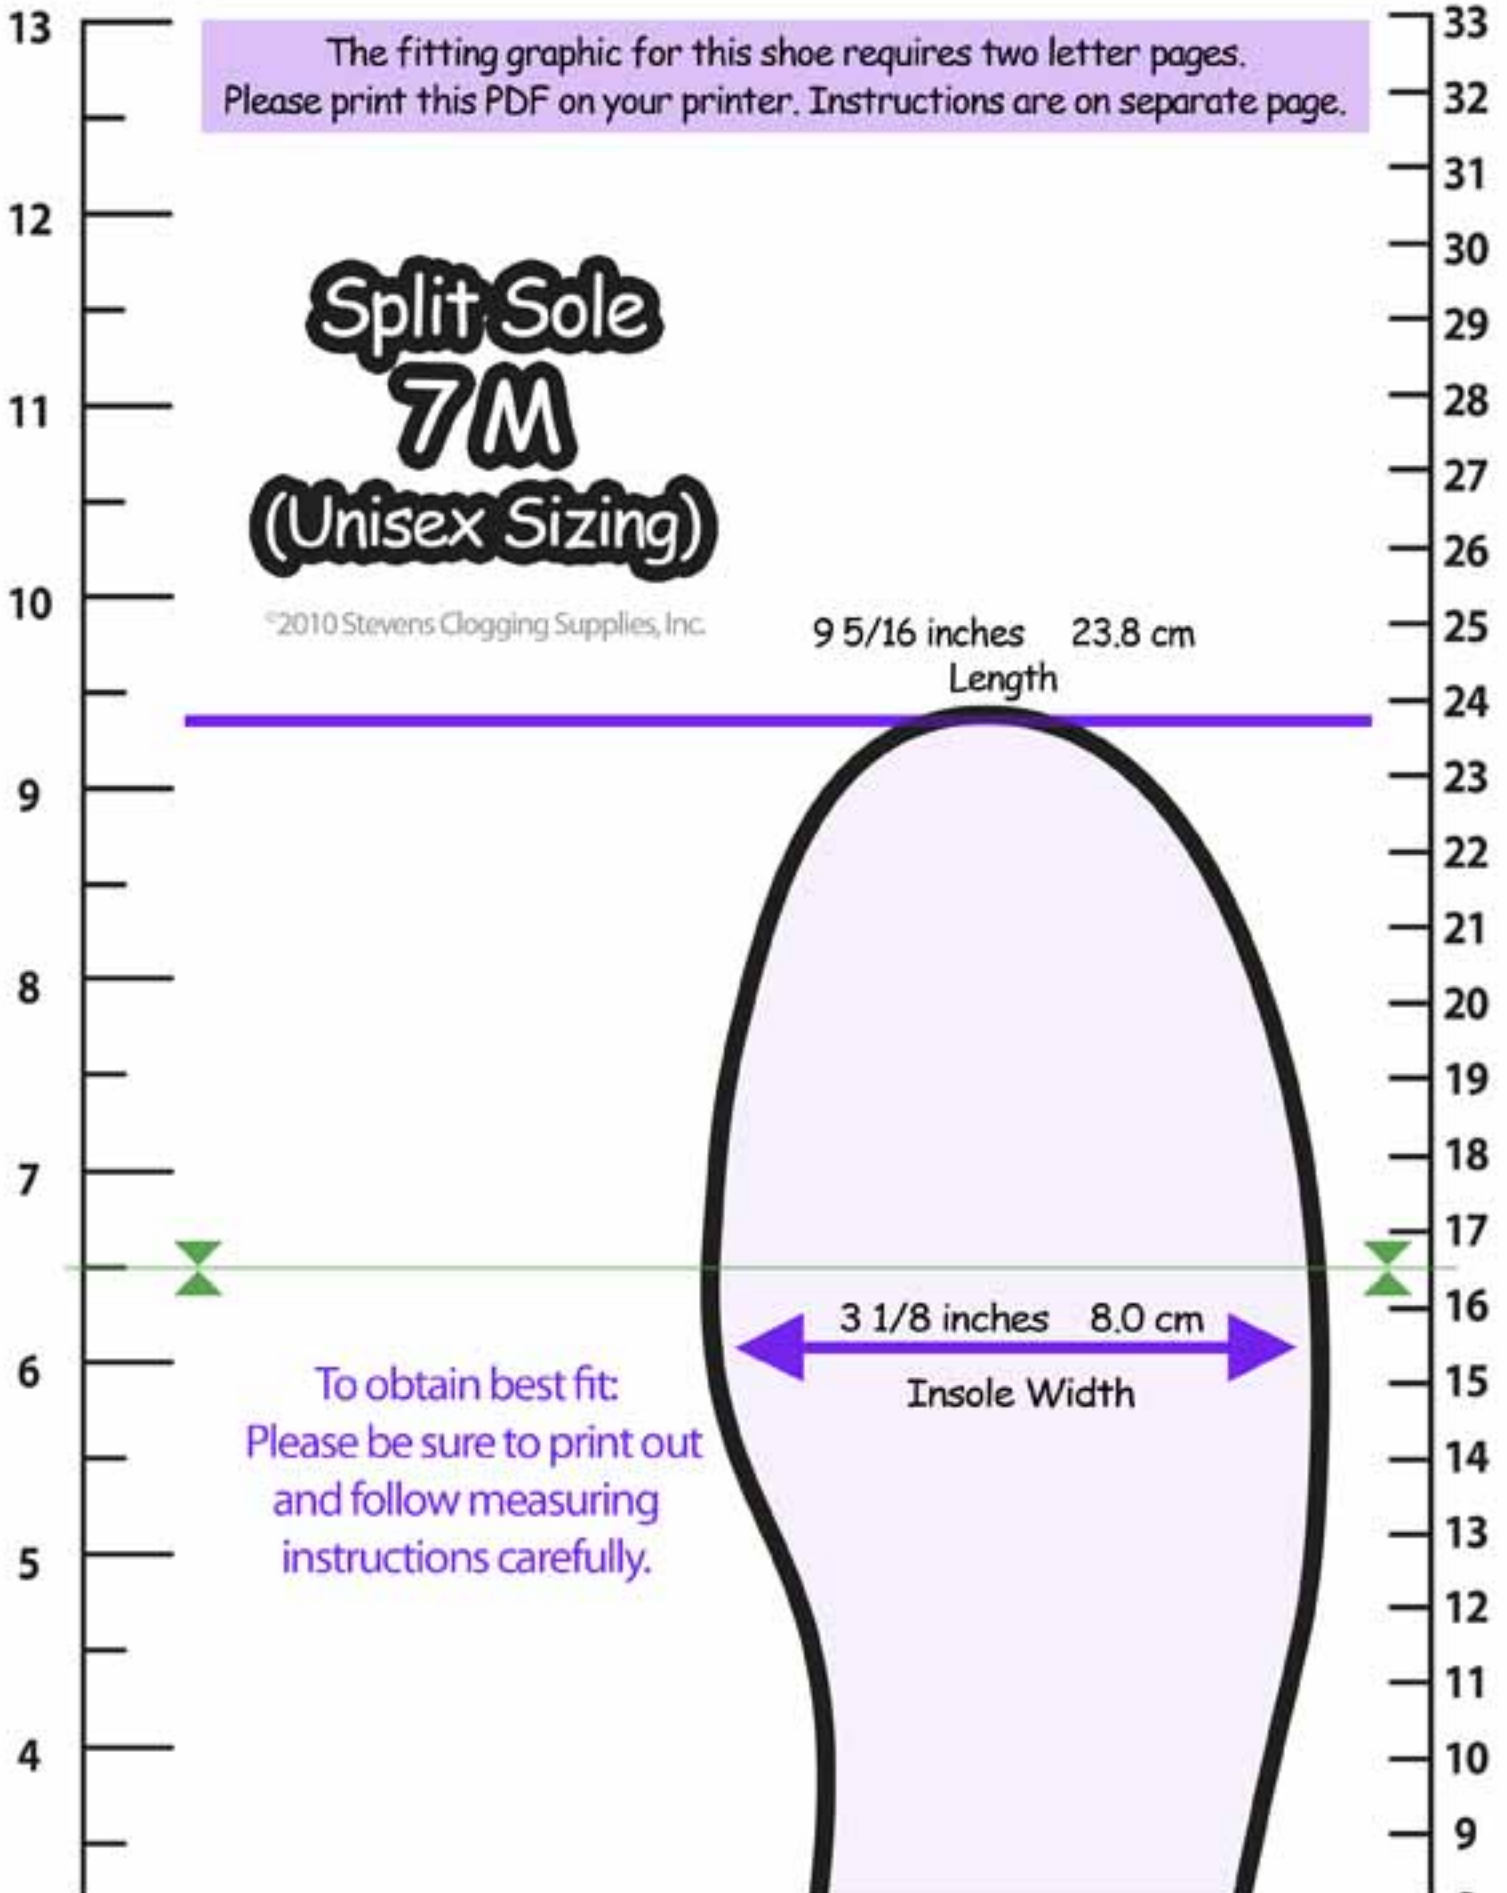 The fitting graphic for this shoe requires two letter pages.
Please print this PDF on your printer. Instructions are on separate page.
Split Sole
7 M
(Unisex Sizing)
©2010 Stevens Clogging Supplies, Inc.
9 5/16 inches 23.8 cm
Length
3 1/8 inches 8.0 cm
Insole Width
To obtain best fit:
Please be sure to print out
and follow measuring
instructions carefully.
13
12
11
10
9
8
7
6
5
4
33
32
31
30
29
28
27
26
25
24
23
22
21
20
19
18
17
16
15
14
13
12
11
10
9